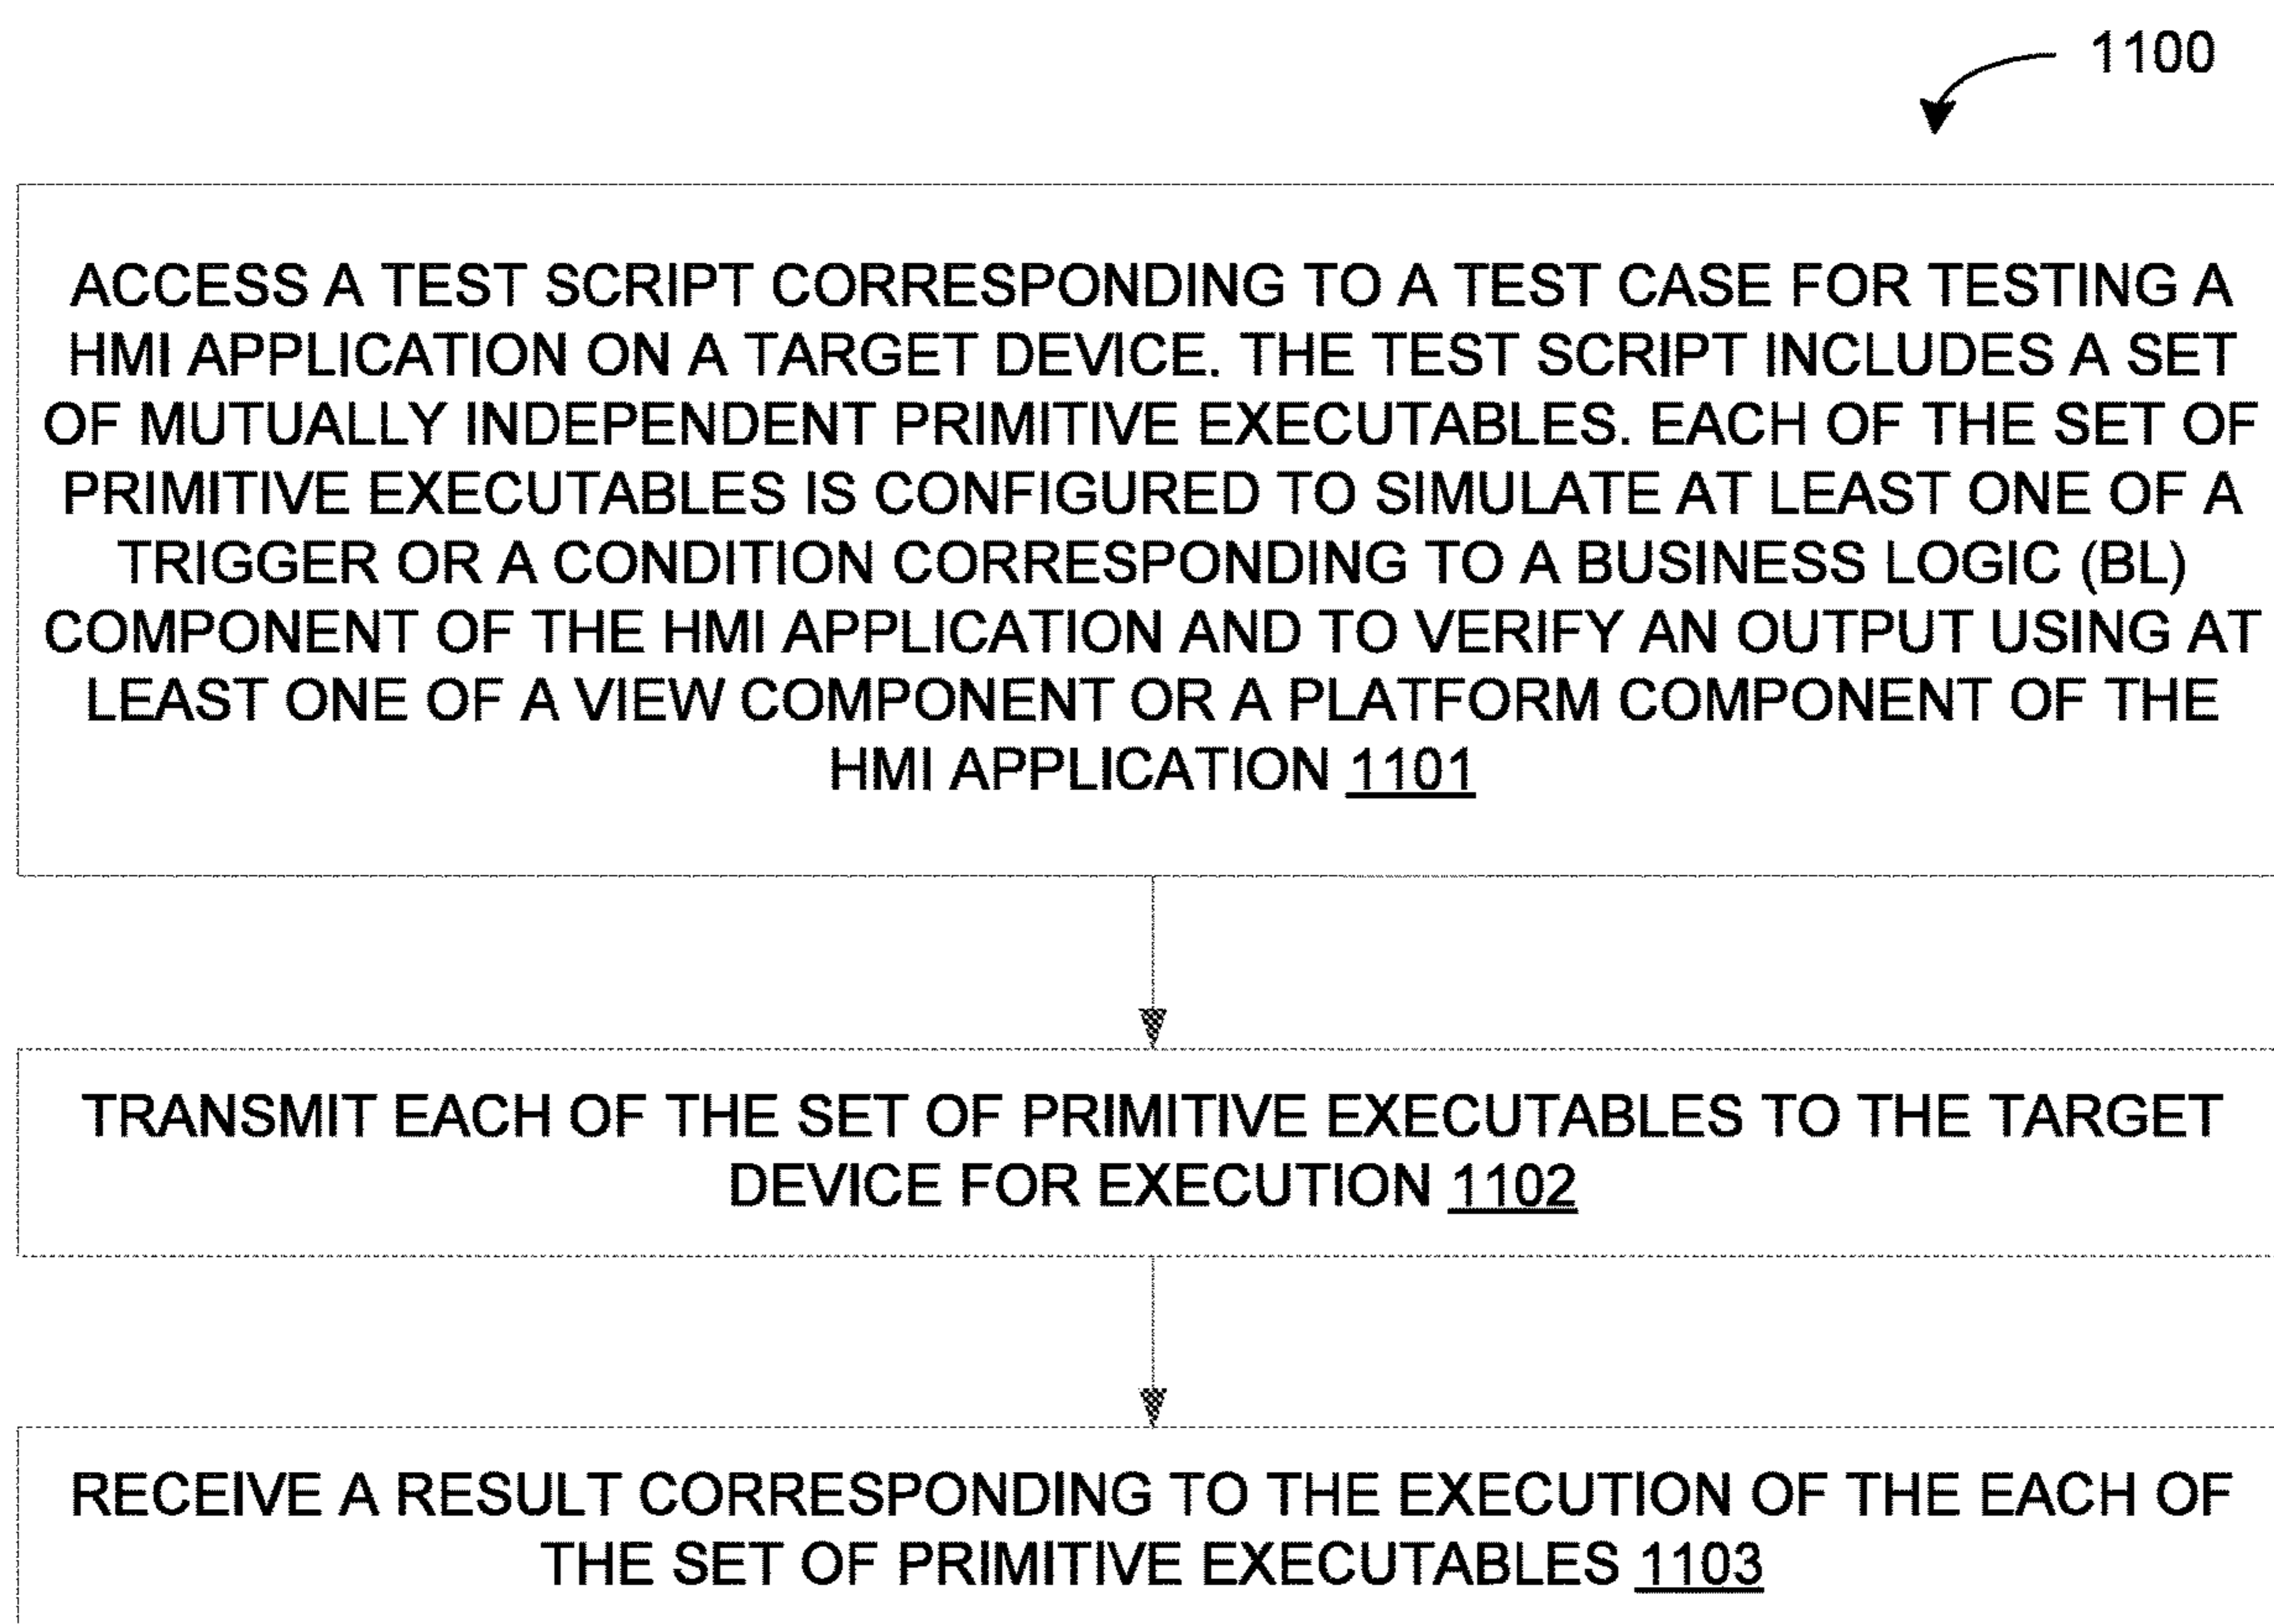 1100
ACCESS A TEST SCRIPT CORRESPONDING TO A TEST CASE FOR TESTING A
HMI APPLICATION ON A TARGET DEVICE. THE TEST SCRIPT INCLUDES A SET
OF MUTUALLY INDEPENDENT PRIMITIVE EXECUTABLES. EACH OF THE SET OF
PRIMITIVE EXECUTABLES IS CONFIGURED TO SIMULATE AT LEAST ONE OF A
TRIGGER OR A CONDITION CORRESPONDING TO A BUSINESS LOGIC (BL)
COMPONENT OF THE HMI APPLICATION AND TO VERIFY AN OUTPUT USING AT
LEAST ONE OF A VIEW COMPONENT OR A PLATFORM COMPONENT OF THE
HMI APPLICATION 1101
TRANSMIT EACH OF THE SET OF PRIMITIVE EXECUTABLES TO THE TARGET
DEVICE FOR EXECUTION 1102
RECEIVE A RESULT CORRESPONDING TO THE EXECUTION OF THE EACH OF
THE SET OF PRIMITIVE EXECUTABLES 1103